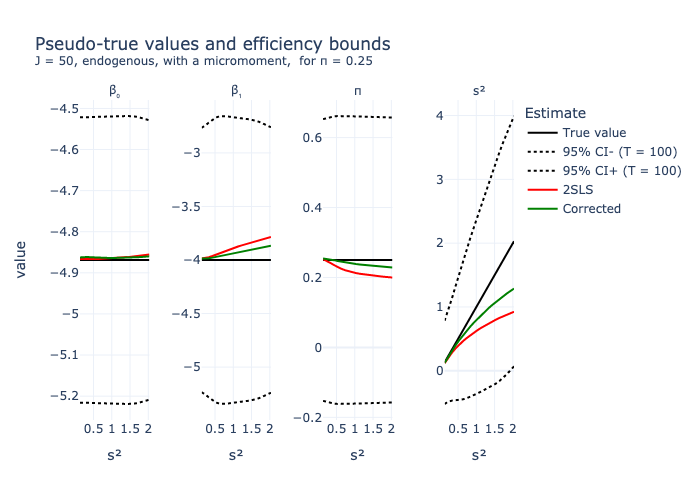 Pseudo-true values and efficiency bounds
J = 50, endogenous, with a micromoment,  for π = 0.25
β₀
β₁
π
s²
value
−4.5
−4.6
−4.7
−4.8
−4.9
−5
−5.1
−5.2
0.5 1 1.5 2
s²
−3
−3.5
−4
−4.5
−5
0.5 1 1.5 2
s²
0.6
0.4
0.2
0
−0.2
0.5 1 1.5 2
s²
4
3
2
1
0
0.5 1 1.5 2
s²
Estimate
True value
95% CI- (T = 100)
95% CI+ (T = 100)
2SLS
Corrected